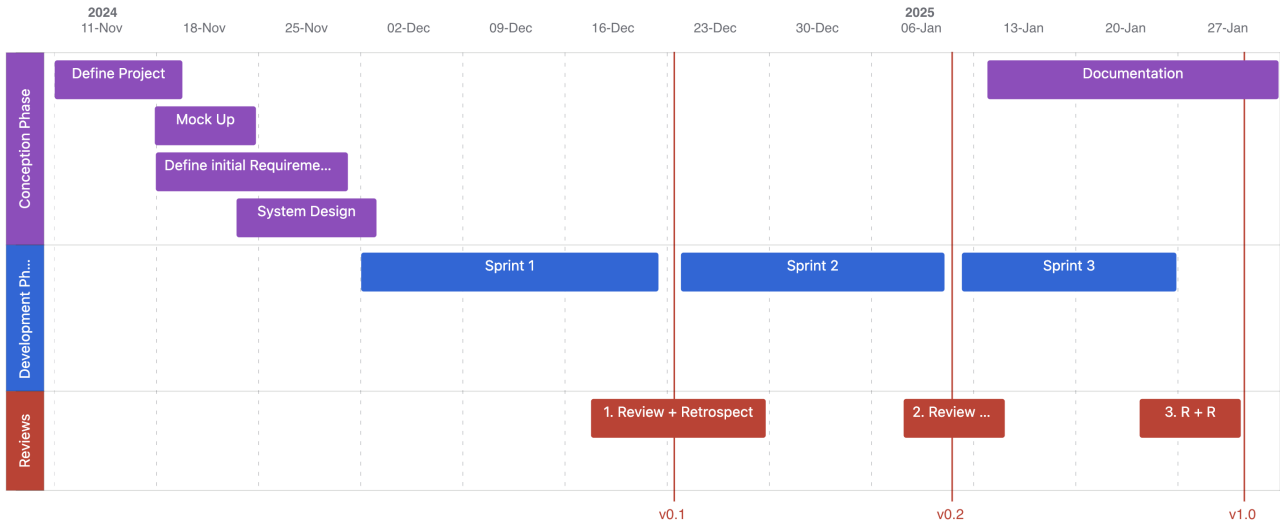 2024
2025
11-Nov 18-Nov 25-Nov 02-Dec 09-Dec 16-Dec 23-Dec 30-Dec 06-Jan 13-Jan 20-Jan 27-Jan
Conception Phase
Define Project
Documentation
Mock Up
Define initial Requireme...
System Design
Development Ph...
Sprint 1
Sprint 2
Sprint 3
Reviews
1. Review + Retrospect
2. Review ...
3. R + R
v0.1
v0.2
v1.0